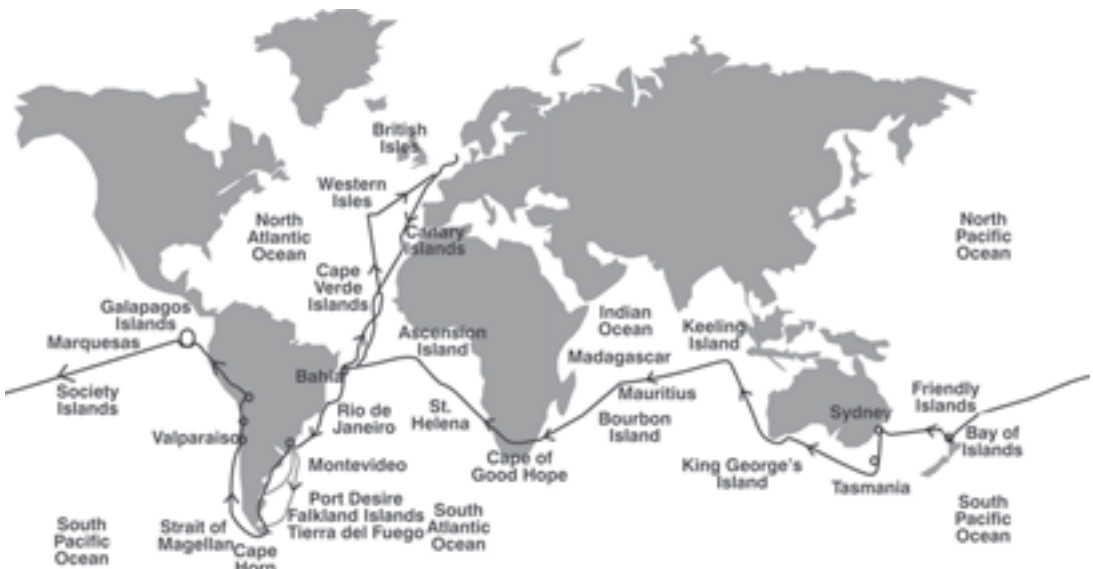 British
Isles
Western
Isles
North
Atlantic
Ocean
Canary
Islands
North
Pacific
Ocean
Cape
Verde
Islands
Galapagos
Islands
Marquesas
Society
Islands
Ascension
Island
Indian
Ocean
Keeling
Island
Madagascar
Mauritius
Bourbon
Island
Bahia
Rio de
Janeiro
St.
Helena
Friendly
Islands
Sydney
Bay of
Islands
Valparaiso
Montevideo
Cape of
Good Hope
King George's
Island
Tasmania
Port Desire
Falkland Islands
Tierra del Fuego
South
Atlantic
Ocean
South
Pacific
Ocean
Strait of
Magellan
Cape
Horn
South
Pacific
Ocean